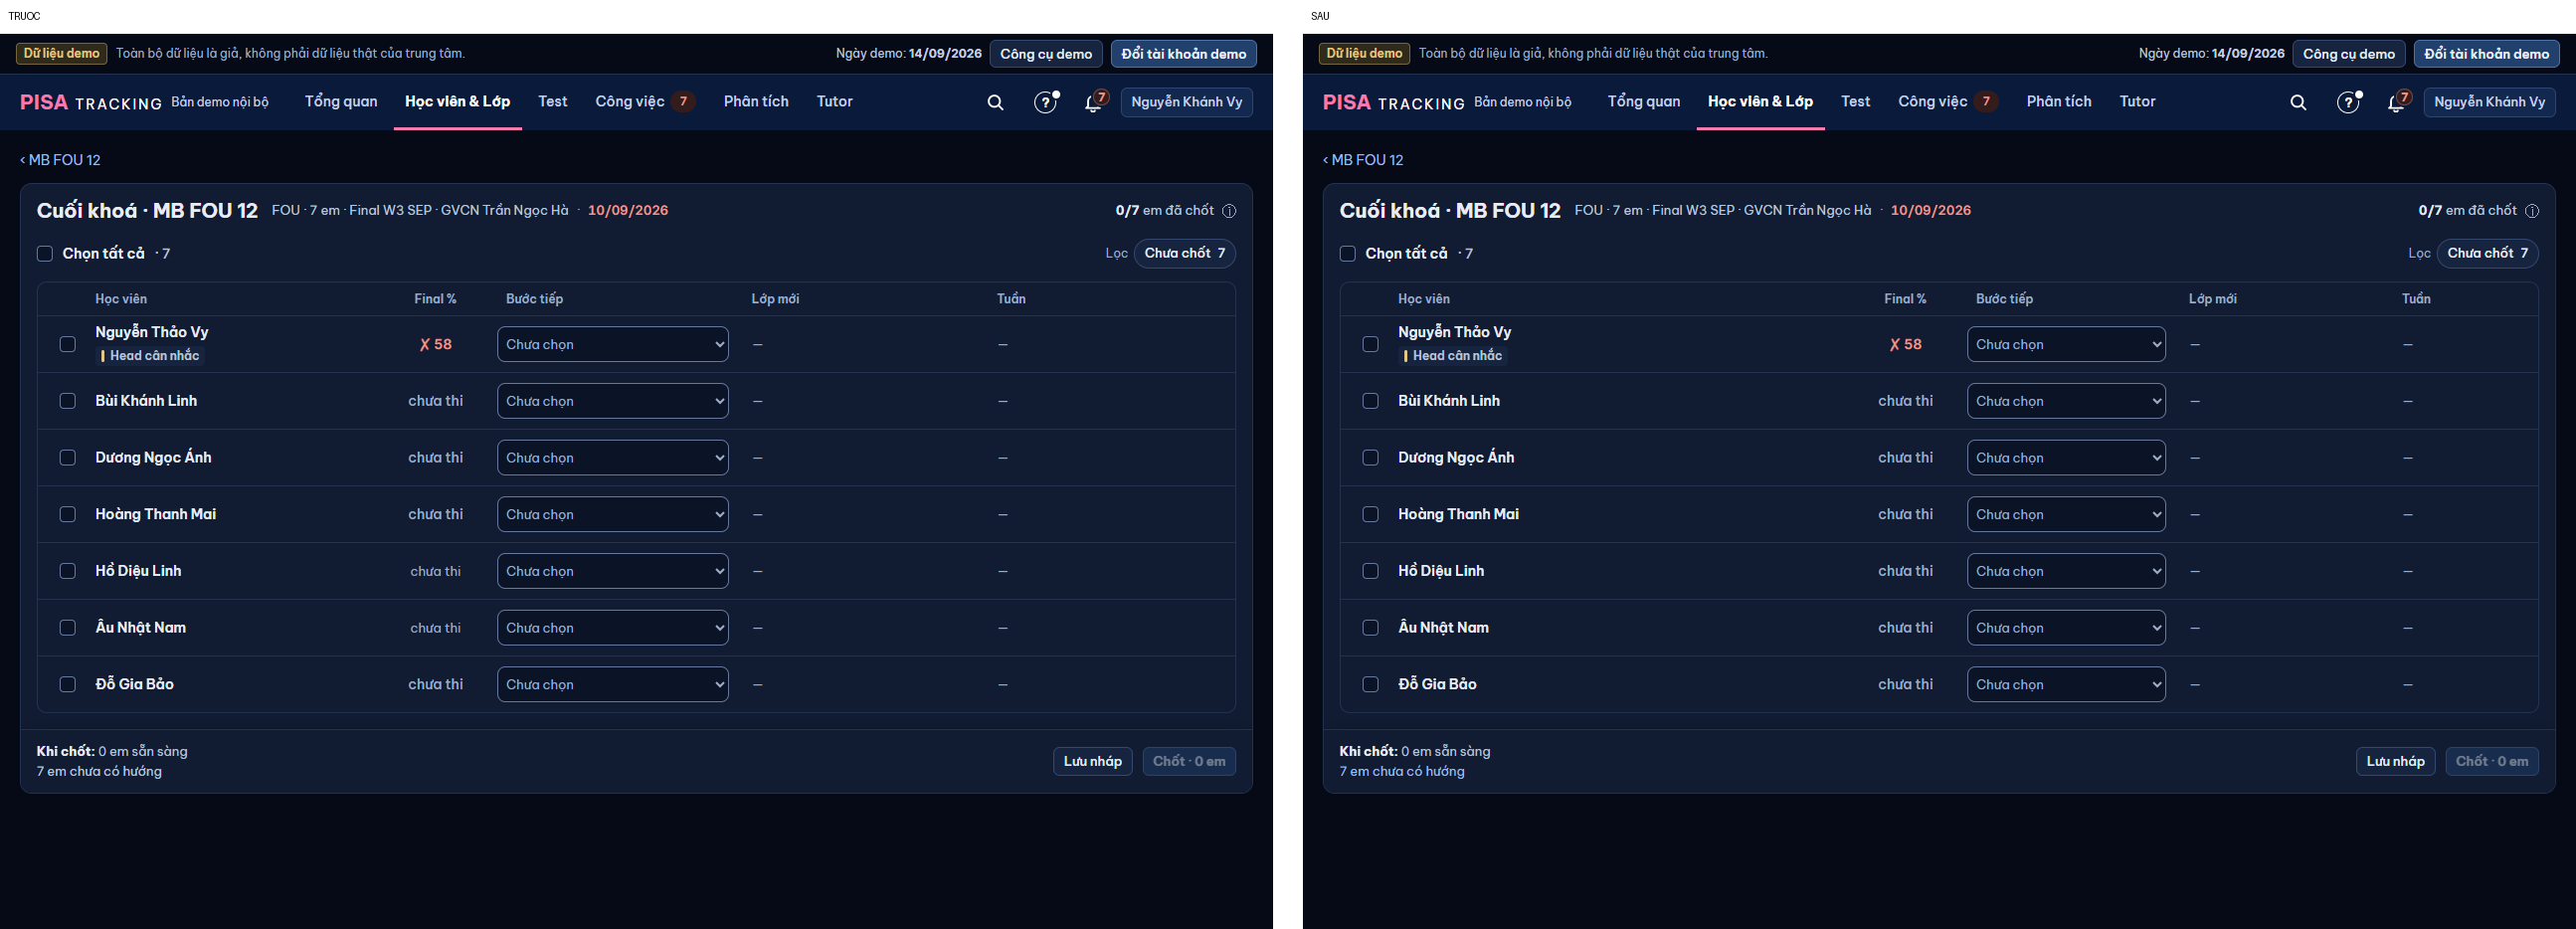 TRUOC
Dữ liệu demo Toàn bộ dữ liệu là giả, không phải dữ liệu thật của trung tâm. Ngày demo: 14/09/2026 Công cụ demo Đổi tài khoản demo
PISA TRACKING Bản demo nội bộ Tổng quan Học viên & Lớp Test Công việc 7 Phân tích Tutor ? 7 Nguyễn Khánh Vy
‹ MB FOU 12
Cuối khoá · MB FOU 12 FOU · 7 em · Final W3 SEP · GVCN Trần Ngọc Hà · 10/09/2026 0/7 em đã chốt ⓘ
Chọn tất cả · 7 Lọc Chưa chốt 7
Học viên Final % Bước tiếp Lớp mới Tuần
Nguyễn Thảo Vy
Head cân nhắc
✗ 58 Chưa chọn — —
Bùi Khánh Linh chưa thi Chưa chọn — —
Dương Ngọc Ánh chưa thi Chưa chọn — —
Hoàng Thanh Mai chưa thi Chưa chọn — —
Hồ Diệu Linh chưa thi Chưa chọn — —
Âu Nhật Nam chưa thi Chưa chọn — —
Đỗ Gia Bảo chưa thi Chưa chọn — —
Khi chốt: 0 em sẵn sàng
7 em chưa có hướng
Lưu nháp Chốt · 0 em
SAU
Dữ liệu demo Toàn bộ dữ liệu là giả, không phải dữ liệu thật của trung tâm. Ngày demo: 14/09/2026 Công cụ demo Đổi tài khoản demo
PISA TRACKING Bản demo nội bộ Tổng quan Học viên & Lớp Test Công việc 7 Phân tích Tutor ? 7 Nguyễn Khánh Vy
‹ MB FOU 12
Cuối khoá · MB FOU 12 FOU · 7 em · Final W3 SEP · GVCN Trần Ngọc Hà · 10/09/2026 0/7 em đã chốt ⓘ
Chọn tất cả · 7 Lọc Chưa chốt 7
Học viên Final % Bước tiếp Lớp mới Tuần
Nguyễn Thảo Vy
Head cân nhắc
✗ 58 Chưa chọn — —
Bùi Khánh Linh chưa thi Chưa chọn — —
Dương Ngọc Ánh chưa thi Chưa chọn — —
Hoàng Thanh Mai chưa thi Chưa chọn — —
Hồ Diệu Linh chưa thi Chưa chọn — —
Âu Nhật Nam chưa thi Chưa chọn — —
Đỗ Gia Bảo chưa thi Chưa chọn — —
Khi chốt: 0 em sẵn sàng
7 em chưa có hướng
Lưu nháp Chốt · 0 em